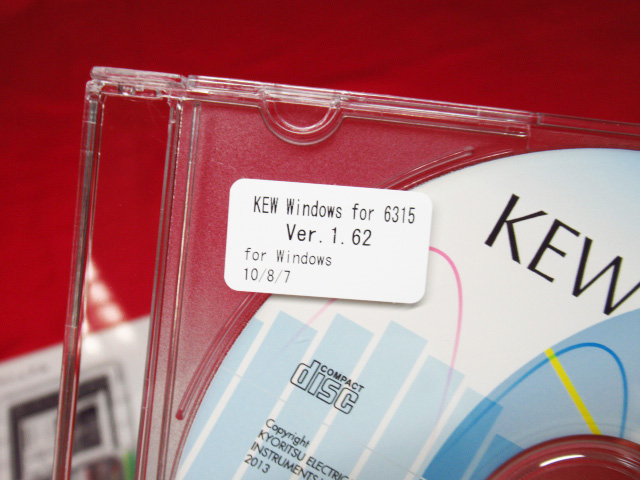 KEW Windows for 6315
Ver.1.62
for Windows
10/8/7
KEW
COMPACT
disc
Copyright
KYORITSU ELECTRIC
INSTRUMENTS
2013